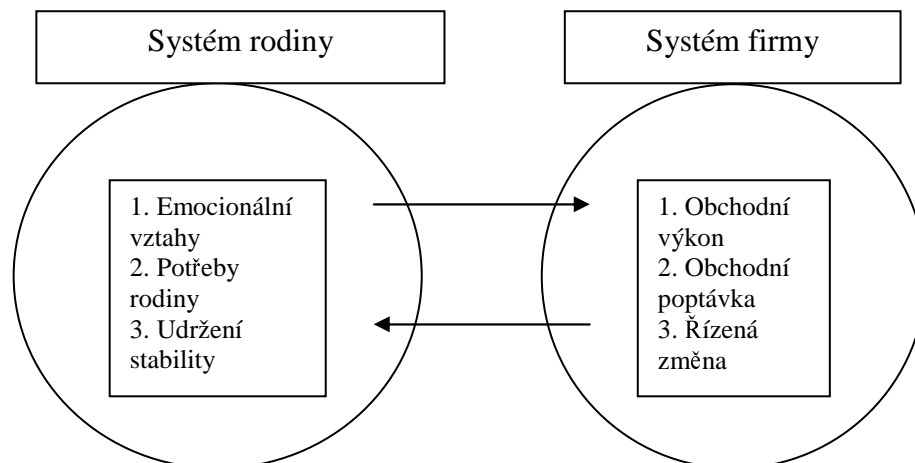 Systém rodiny
Systém firmy
1. Emocionální
vztahy
2. Potřeby
rodiny
3. Udržení
stability
1. Obchodní
výkon
2. Obchodní
poptávka
3. Řízená
změna